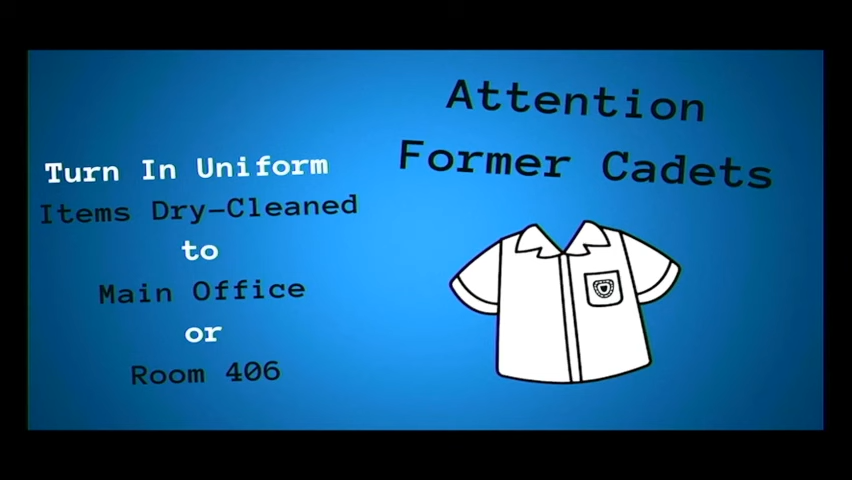 Attention
Former Cadets
Turn In Uniform
Items Dry-Cleaned
to
Main Office
or
Room 406